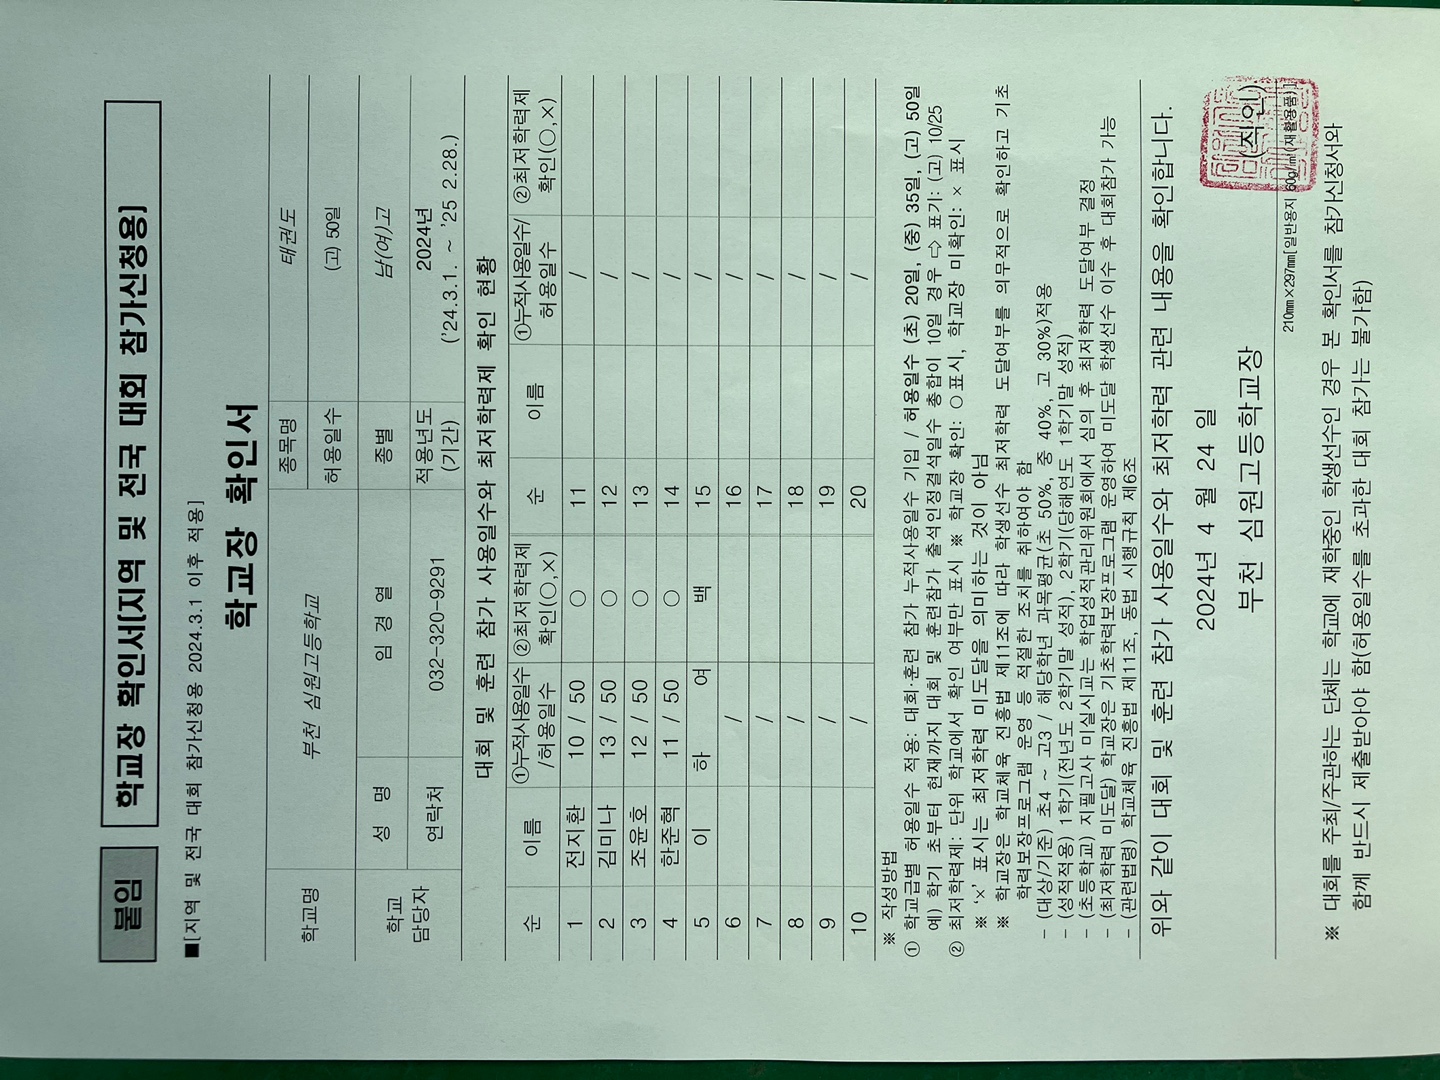 붙임 학교장 확인서(지역 및 전국 대회 참가신청용)
■[지역 및 전국 대회 참가신청용 2024.3.1 이후 적용]
학교장 확인서
학교명 부천 심원고등학교 종목명 태권도
허용일수 (고) 50일
학교 담당자 성 명 임 경 열 종별 남(여)고
연락처 032-320-9291 적용년도 (기간) 2024년 ('24.3.1. ~ '25 2.28.)
대회 및 훈련 참가 사용일수와 최저학력제 확인 현황
순 이름 ①누적사용일수/허용일수 ②최저학력제 확인(○,×) 순 이름 ①누적사용일수/허용일수 ②최저학력제 확인(○,×)
1 전지환 10 / 50 ○ 11 /
2 김미나 13 / 50 ○ 12 /
3 조윤호 12 / 50 ○ 13 /
4 한준혁 11 / 50 ○ 14 /
5 이 하 여 백 15 /
6 / 16 /
7 / 17 /
8 / 18 /
9 / 19 /
10 / 20 /
※ 작성방법
① 학교급별 허용일수 적용: 대회·훈련 참가 누적사용일수 기입 / 허용일수 (초) 20일, (중) 35일, (고) 50일
예) 학기 초부터 현재까지 대회 및 훈련참가 출석인정결석일수 총합이 10일 경우 ⇨ 표기: (고) 10/25
② 최저학력제: 단위 학교에서 확인 여부만 표시 ※ 학교장 확인: ○표시, 학교장 미확인: × 표시
※ '×' 표시는 최저학력 미도달을 의미하는 것이 아님
※ 학교장은 학교체육 진흥법 제11조에 따라 학생선수 최저학력 도달여부를 의무적으로 확인하고 기초
학력보장프로그램 운영 등 적절한 조치를 취하여야 함
- (대상/기준) 초4 ~ 고3 / 해당학년 과목평균(초 50%, 중 40%, 고 30%)적용
- (성적적용) 1학기(전년도 2학기말 성적), 2학기(당해연도 1학기말 성적)
- (초등학교) 지필고사 미실시교는 학업성적관리위원회에서 심의 후 최저학력 도달여부 결정
- (최저학력 미도달) 학교장은 기초학력보장프로그램 운영하여 미도달 학생선수 이수 후 대회참가 가능
- (관련법령) 학교체육 진흥법 제11조, 동법 시행규칙 제6조
위와 같이 대회 및 훈련 참가 사용일수와 최저학력 관련 내용을 확인합니다.
2024년 4 월 24 일
부천 심원고등학교장 (직인)
210mm×297mm[일반용지 60g/㎡(재활용품)]
※ 대회를 주최/주관하는 단체는 학교에 재학중인 학생선수인 경우 본 확인서를 참가신청서와
함께 반드시 제출받아야 함(허용일수를 초과한 대회 참가는 불가함)